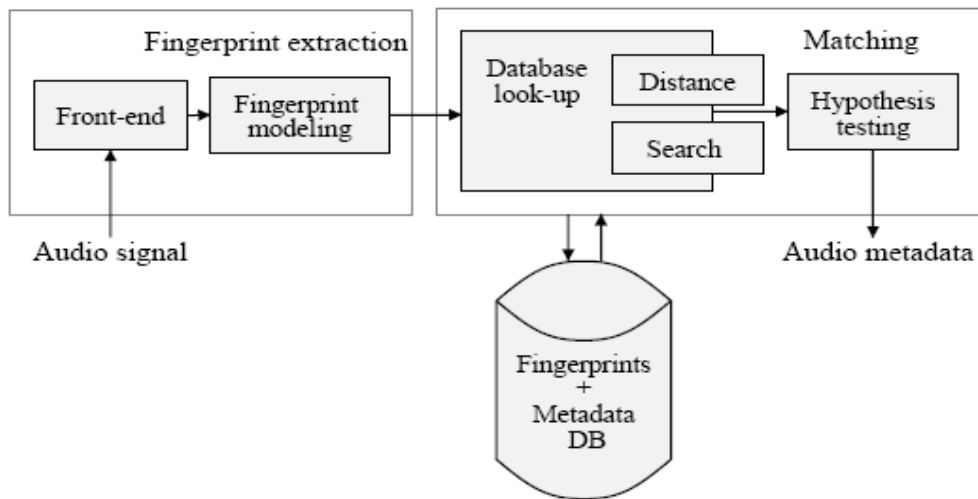 Fingerprint extraction
Front-end
Fingerprint
modeling
Audio signal
Matching
Database
look-up
Distance
Search
Hypothesis
testing
Audio metadata
Fingerprints
+
Metadata
DB